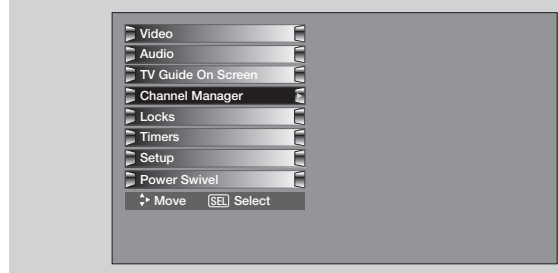 Video
Audio
TV Guide On Screen
Channel Manager
Locks
Timers
Setup
Power Swivel
Move SEL Select